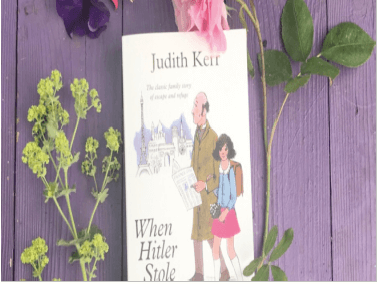 Judith Kerr
The classic family story
of escape and refuge
When
Hitler
Stole